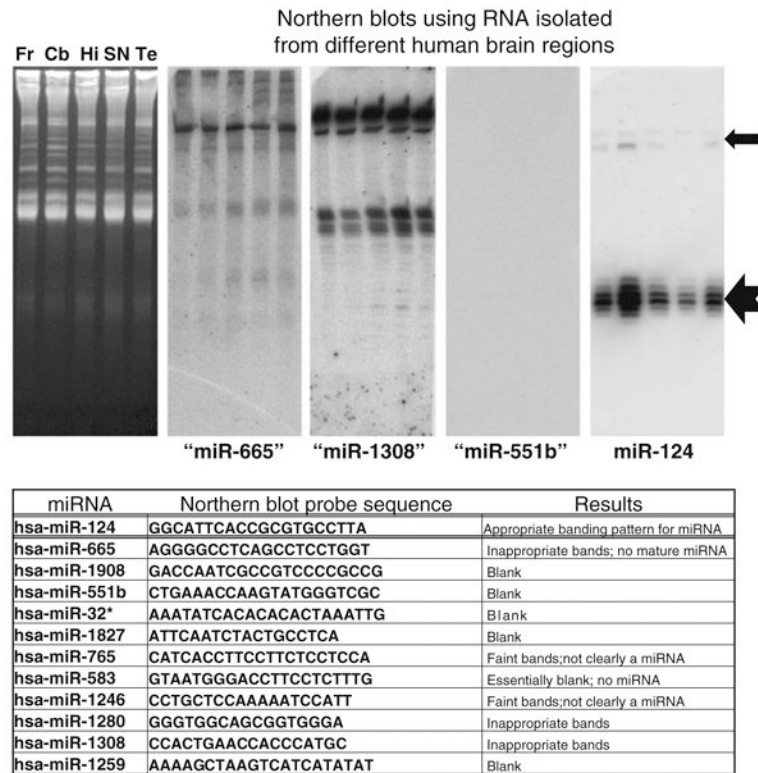 Northern blots using RNA isolated
from different human brain regions
Fr Cb Hi SN Te
“miR-665” “miR-1308” “miR-551b” miR-124
miRNA Northern blot probe sequence Results
hsa-miR-124 GGCATTCACCGCGTGCCTTA Appropriate banding pattern for miRNA
hsa-miR-665 AGGGGCCTCAGCCTCCTGGT Inappropriate bands; no mature miRNA
hsa-miR-1908 GACCAATCGCCGTCCCCGCCG Blank
hsa-miR-551b CTGAAACCAAGTATGGGTCGC Blank
hsa-miR-32* AAATATCACACACACTAAATTG Blank
hsa-miR-1827 ATTCAATCTACTGCCTCA Blank
hsa-miR-765 CATCACCTTCCTTCTCCTCCA Faint bands;not clearly a miRNA
hsa-miR-583 GTAATGGGACCTTCCTCTTTG Essentially blank; no miRNA
hsa-miR-1246 CCTGCTCCAAAAATCCATT Faint bands;not clearly a miRNA
hsa-miR-1280 GGGTGGCAGCGGTGGGA Inappropriate bands
hsa-miR-1308 CCACTGAACCACCCATGC Inappropriate bands
hsa-miR-1259 AAAAGCTAAGTCATCATATAT Blank